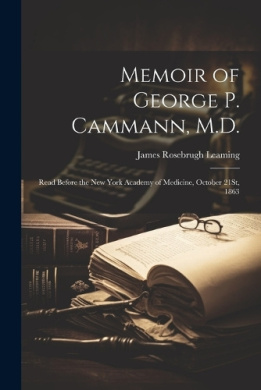 Memoir of
George P.
Cammann, M.D.
James Rosebrugh Leaming
Read Before the New York Academy of Medicine, October 21St,
1863